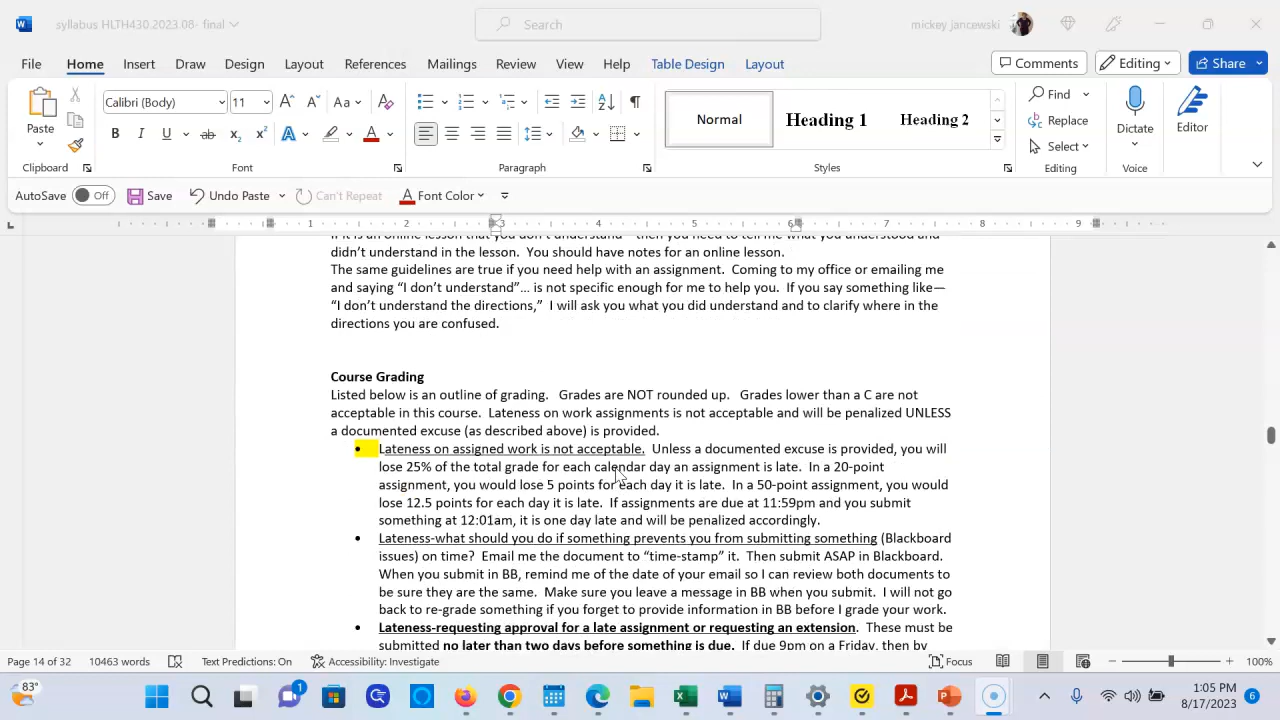 syllabus HLTH430.2023.08- final
Search
mickey jancewski
File Home Insert Draw Design Layout References Mailings Review View Help Table Design Layout
Comments Editing Share
Calibri (Body) 11 Aa
Paste
Normal Heading 1 Heading 2
Find
Replace
Select
Dictate Editor
Clipboard Font Paragraph Styles Editing Voice
AutoSave Off Save Undo Paste Can't Repeat Font Color
1 2 3 4 5 6 7 8 9
If it is an online lesson that you don't understand—then you need to tell me what you understood and
didn't understand in the lesson. You should have notes for an online lesson.
The same guidelines are true if you need help with an assignment. Coming to my office or emailing me
and saying “I don't understand”… is not specific enough for me to help you. If you say something like—
“I don't understand the directions,” I will ask you what you did understand and to clarify where in the
directions you are confused.
Course Grading
Listed below is an outline of grading. Grades are NOT rounded up. Grades lower than a C are not
acceptable in this course. Lateness on work assignments is not acceptable and will be penalized UNLESS
a documented excuse (as described above) is provided.
• Lateness on assigned work is not acceptable. Unless a documented excuse is provided, you will
lose 25% of the total grade for each calendar day an assignment is late. In a 20-point
assignment, you would lose 5 points for each day it is late. In a 50-point assignment, you would
lose 12.5 points for each day it is late. If assignments are due at 11:59pm and you submit
something at 12:01am, it is one day late and will be penalized accordingly.
• Lateness-what should you do if something prevents you from submitting something (Blackboard
issues) on time? Email me the document to “time-stamp” it. Then submit ASAP in Blackboard.
When you submit in BB, remind me of the date of your email so I can review both documents to
be sure they are the same. Make sure you leave a message in BB when you submit. I will not go
back to re-grade something if you forget to provide information in BB before I grade your work.
• Lateness-requesting approval for a late assignment or requesting an extension. These must be
submitted no later than two days before something is due. If due 9pm on a Friday, then by
Page 14 of 32 10463 words Text Predictions: On Accessibility: Investigate Focus 100%
83° 1 1:05 PM
8/17/2023 6